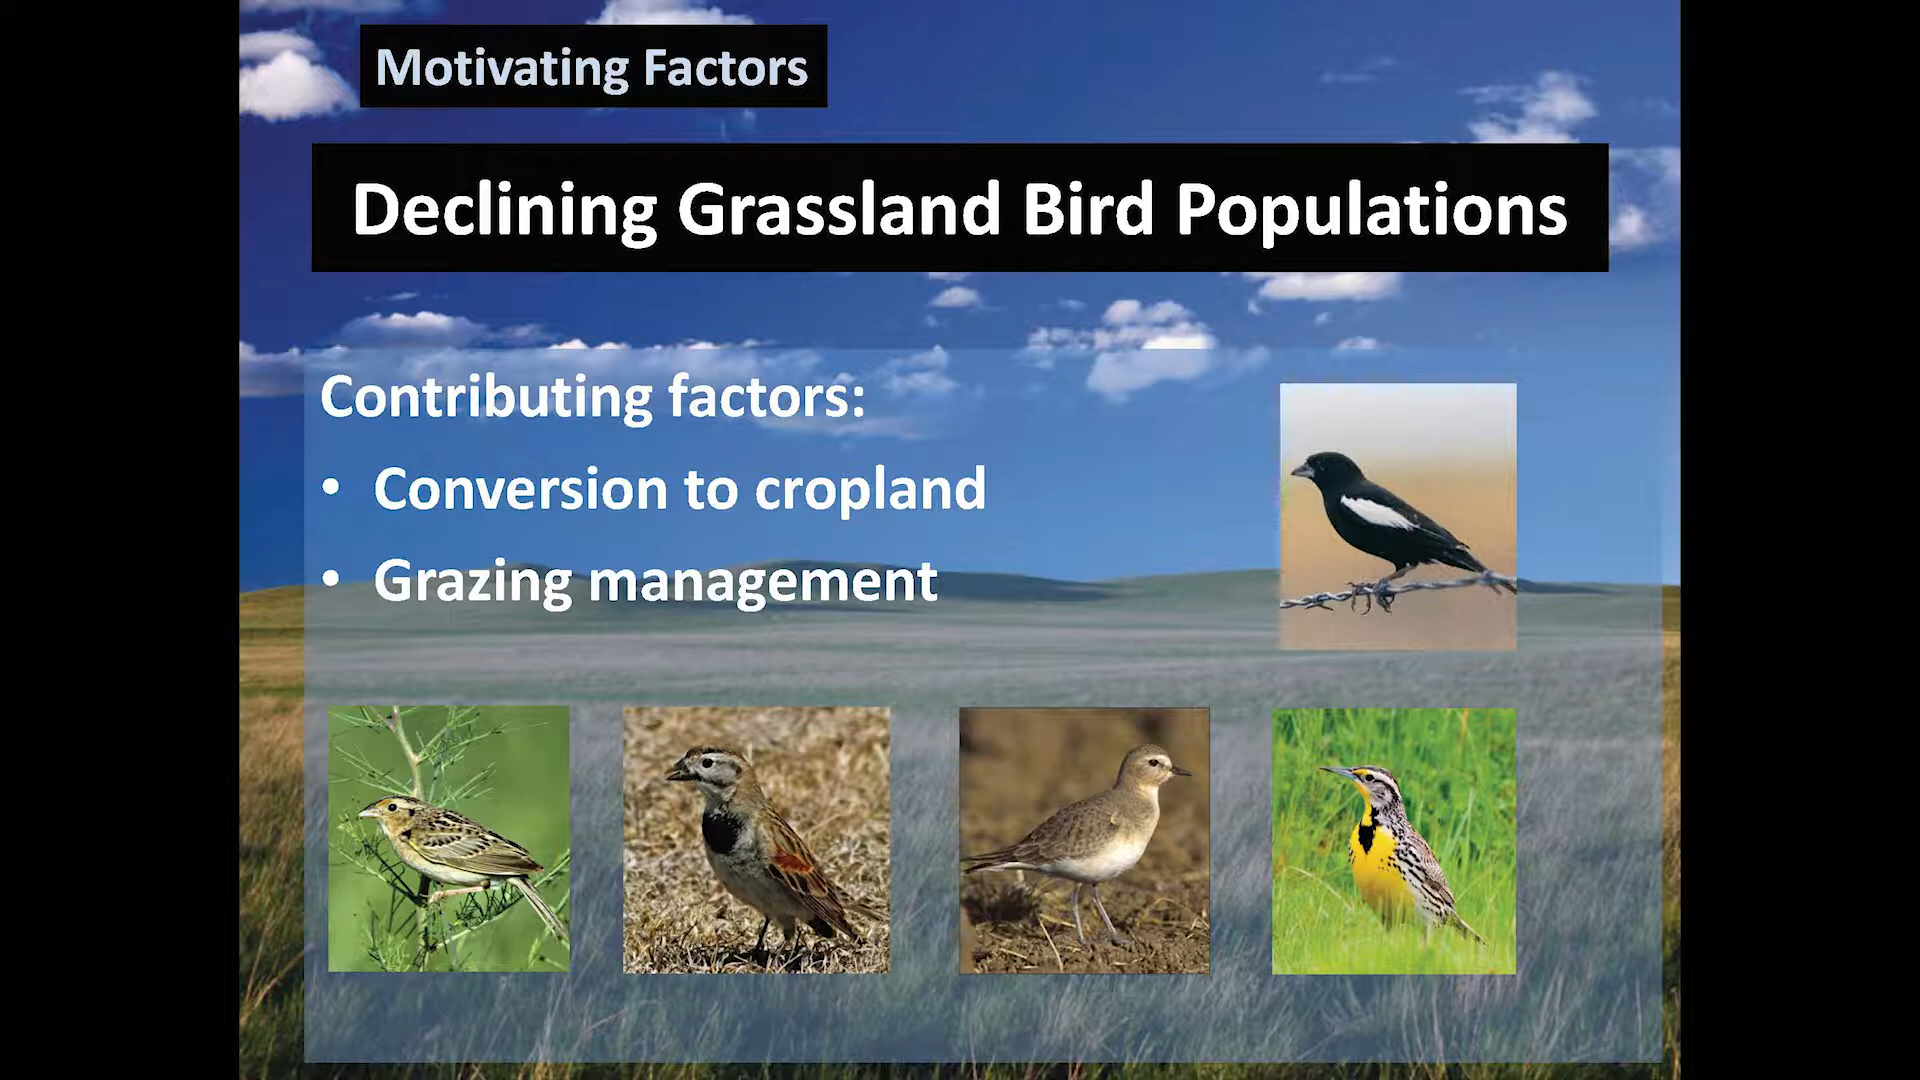 Motivating Factors
Declining Grassland Bird Populations
Contributing factors:
• Conversion to cropland
• Grazing management